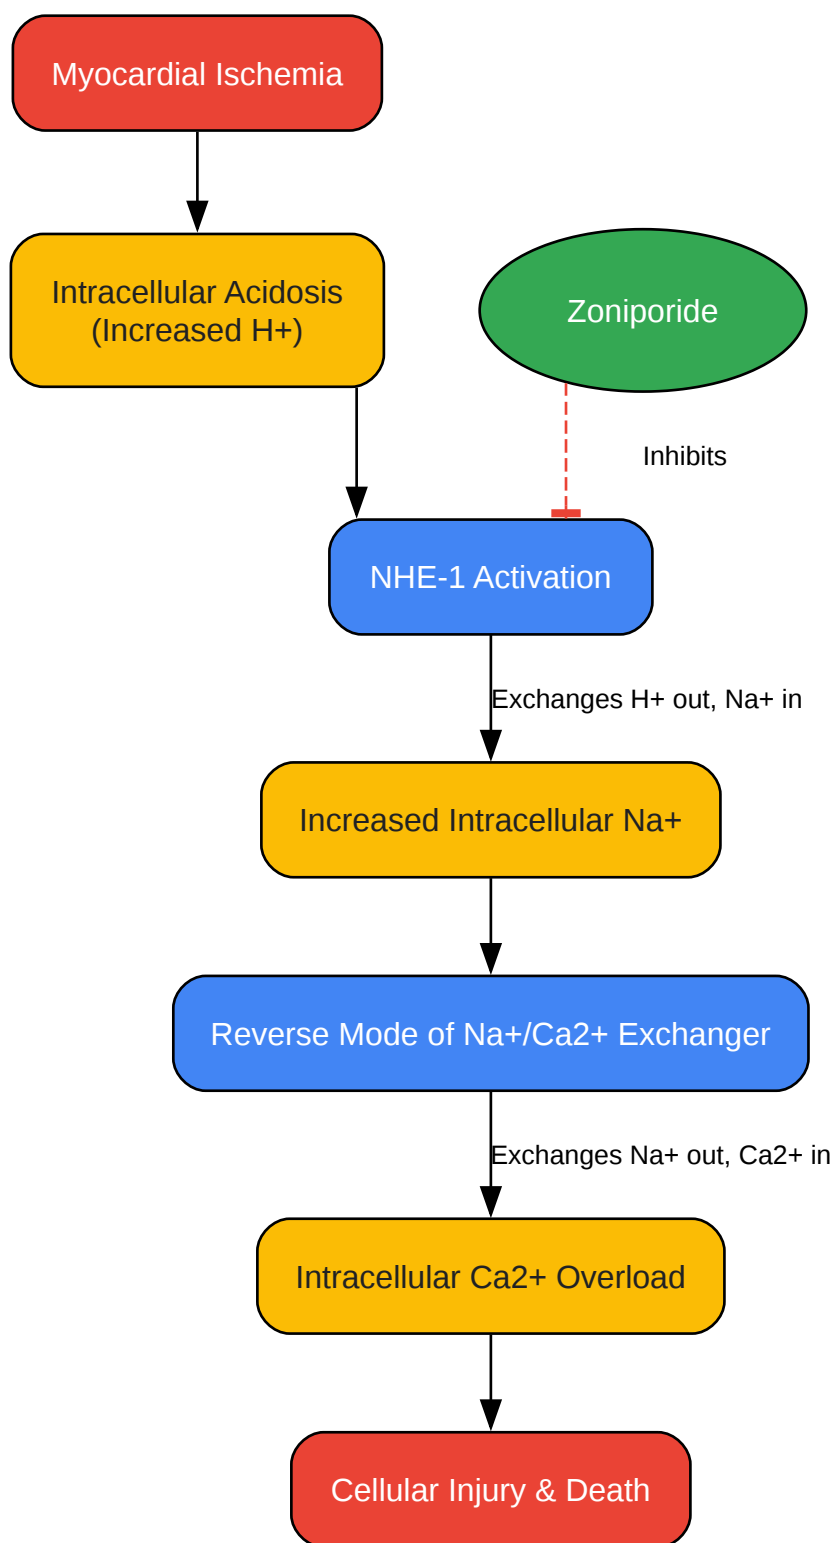 Myocardial Ischemia
Intracellular Acidosis
(Increased H+)
Zoniporide
Inhibits
NHE-1 Activation
Exchanges H+ out, Na+ in
Increased Intracellular Na+
Reverse Mode of Na+/Ca2+ Exchanger
Exchanges Na+ out, Ca2+ in
Intracellular Ca2+ Overload
Cellular Injury & Death